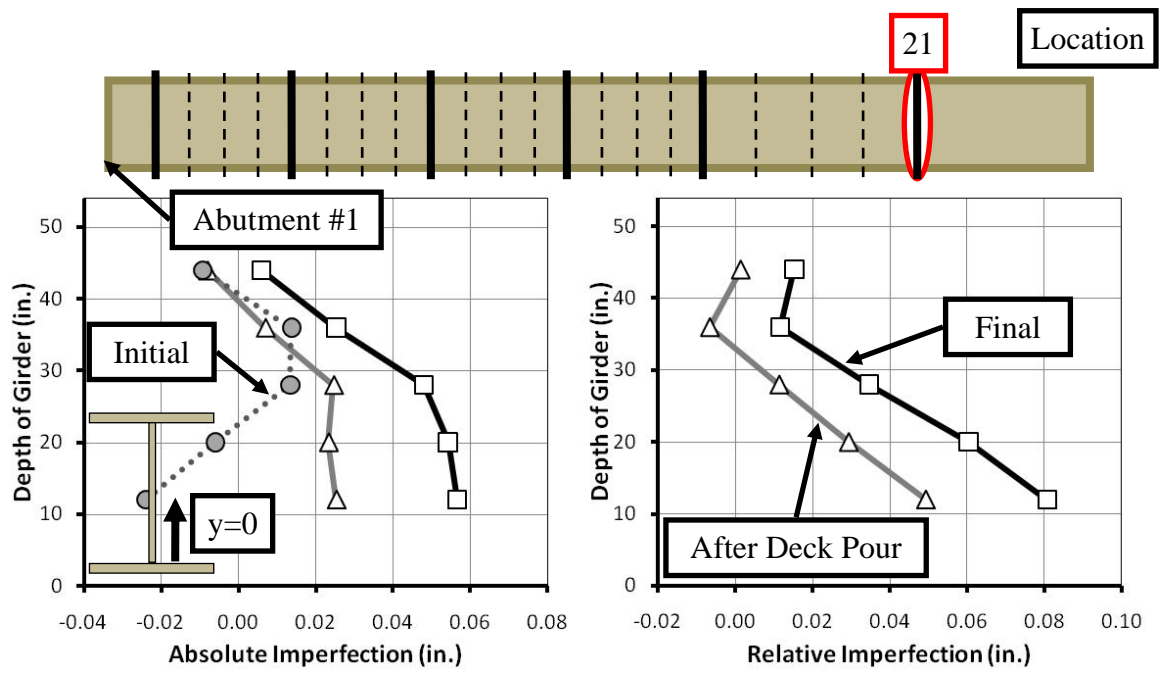 21
Location
Abutment #1
50
40
30
20
10
0
Depth of Girder (in.)
Initial
y=0
-0.04 -0.02 0.00 0.02 0.04 0.06 0.08
Absolute Imperfection (in.)
50
40
30
20
10
0
Depth of Girder (in.)
Final
After Deck Pour
-0.02 0.00 0.02 0.04 0.06 0.08 0.10
Relative Imperfection (in.)